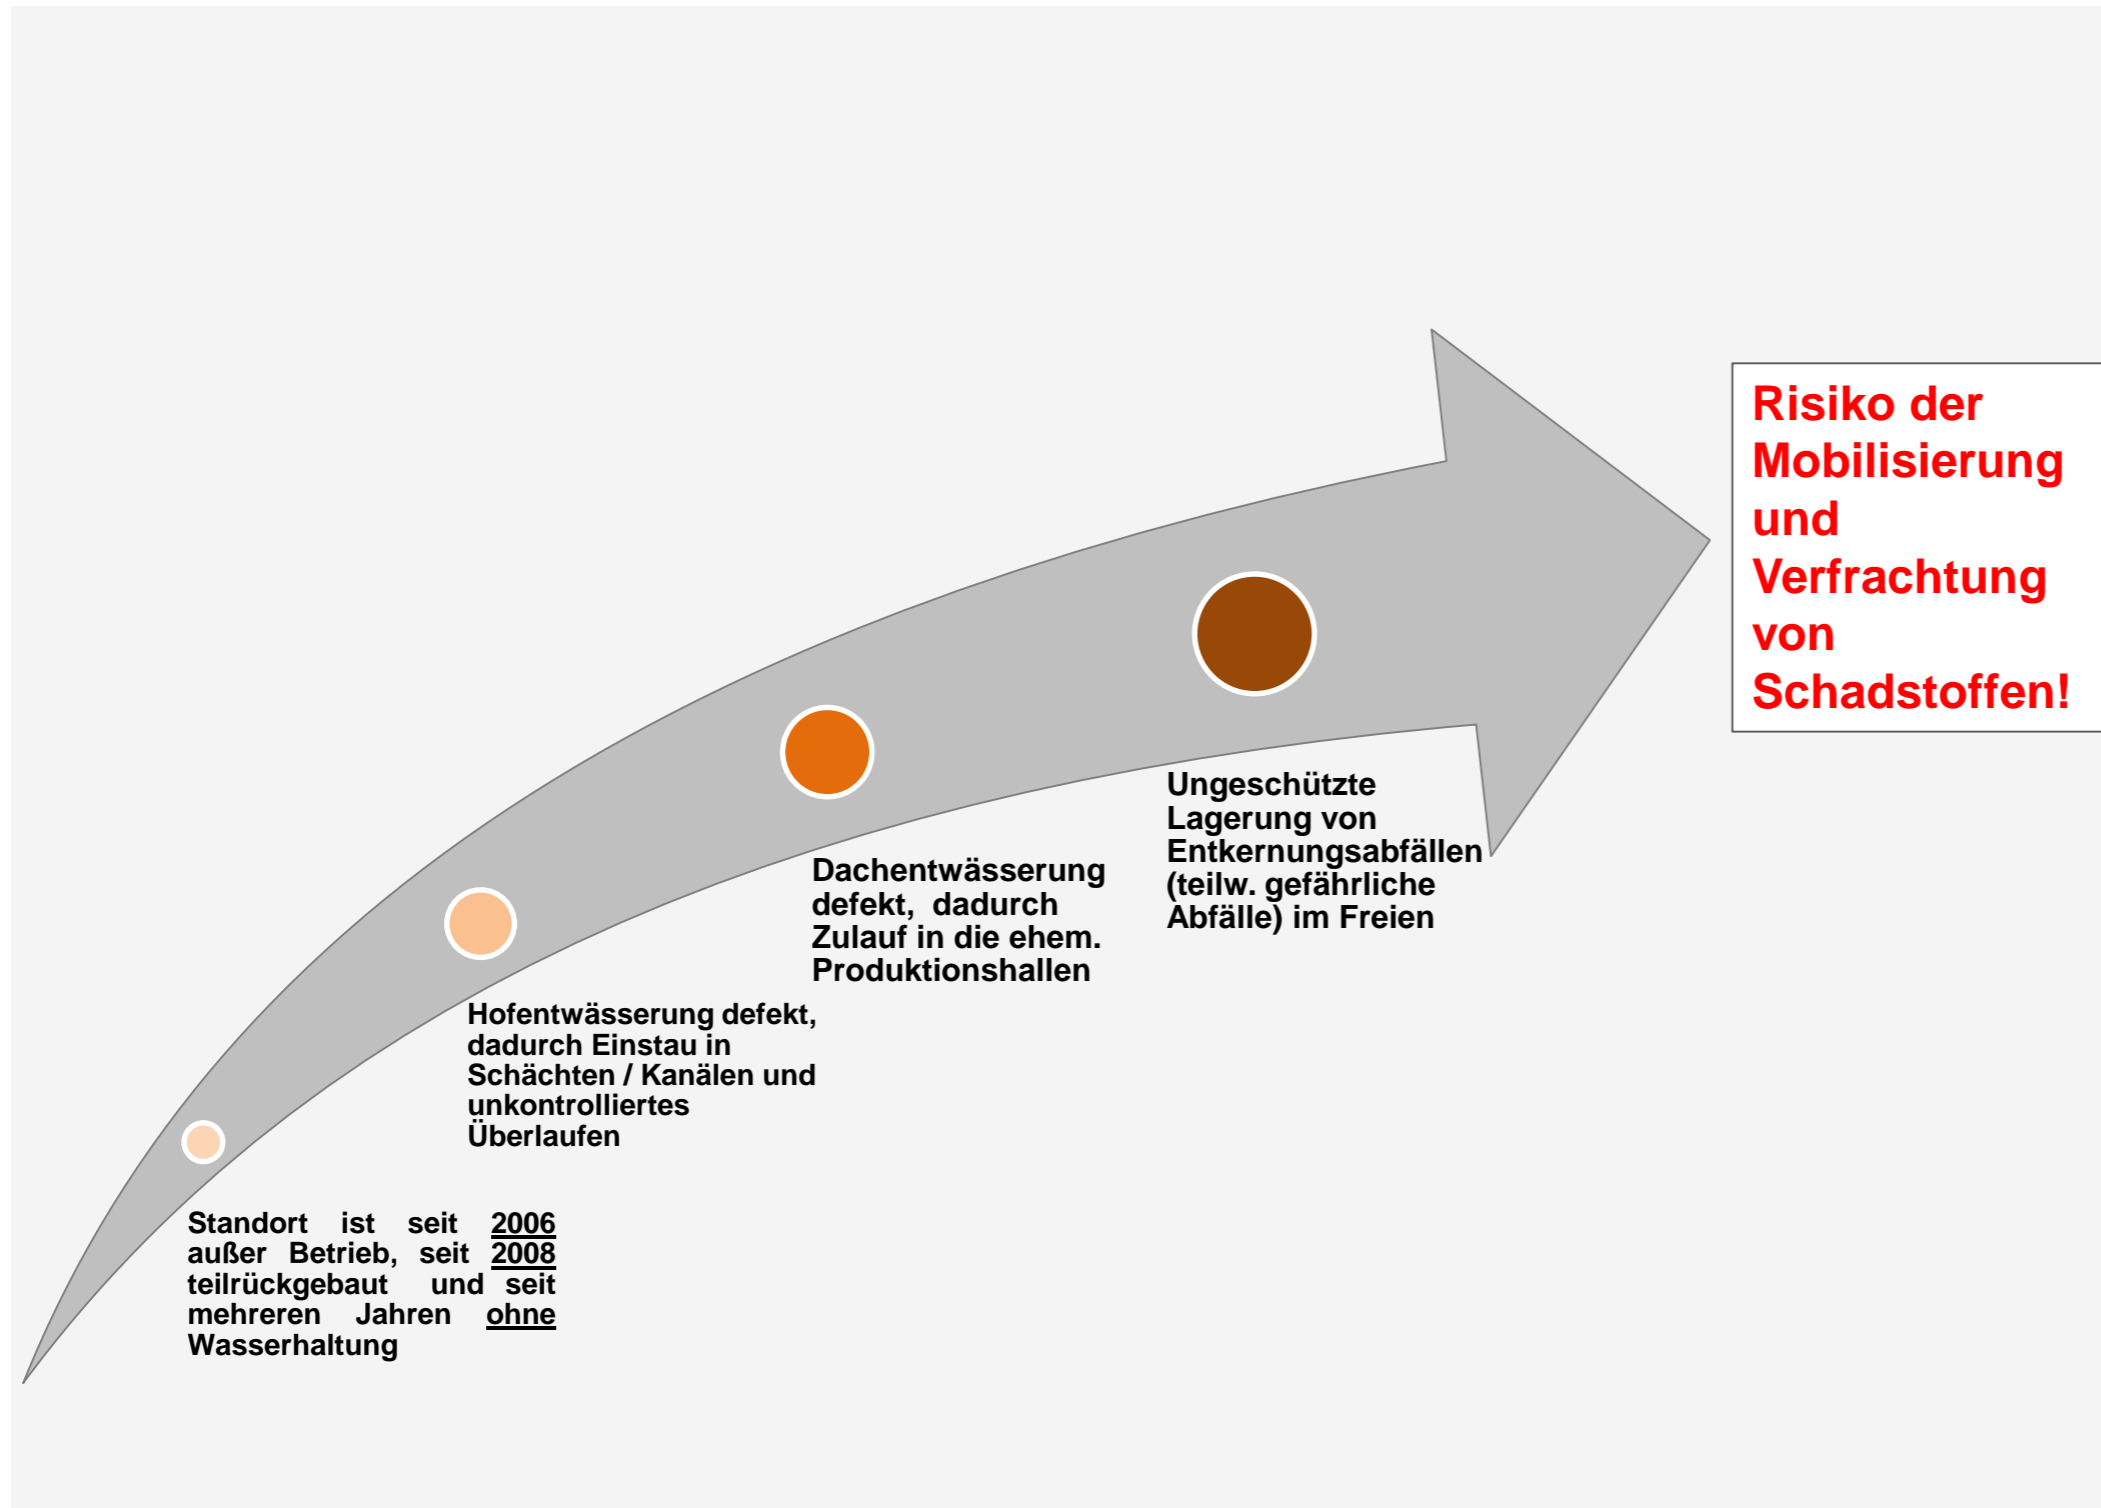 Standort ist seit 2006
außer Betrieb, seit 2008
teilrückgebaut und seit
mehreren Jahren ohne
Wasserhaltung
Hofentwässerung defekt,
dadurch Einstau in
Schächten / Kanälen und
unkontrolliertes
Überlaufen
Dachentwässerung
defekt, dadurch
Zulauf in die ehem.
Produktionshallen
Ungeschützte
Lagerung von
Entkernungsabfällen
(teilw. gefährliche
Abfälle) im Freien
Risiko der
Mobilisierung
und
Verfrachtung
von
Schadstoffen!